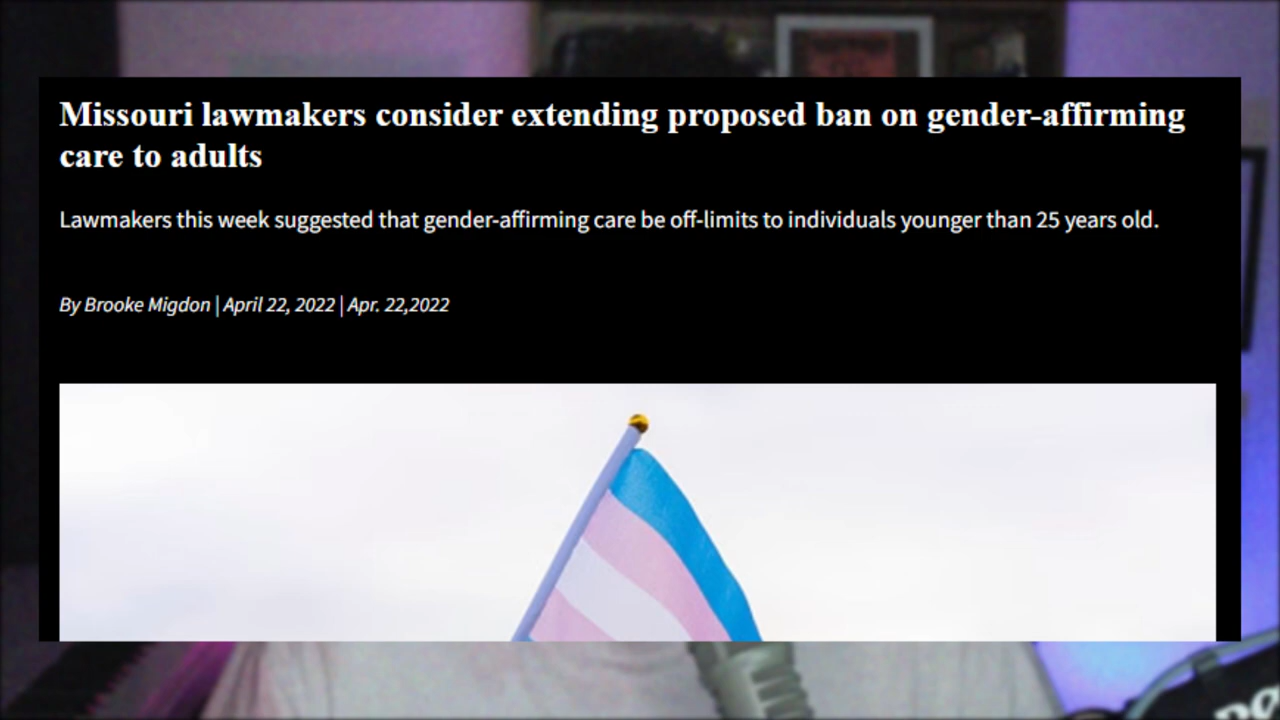 Missouri lawmakers consider extending proposed ban on gender-affirming
care to adults
Lawmakers this week suggested that gender-affirming care be off-limits to individuals younger than 25 years old.
By Brooke Migdon | April 22, 2022 | Apr. 22,2022